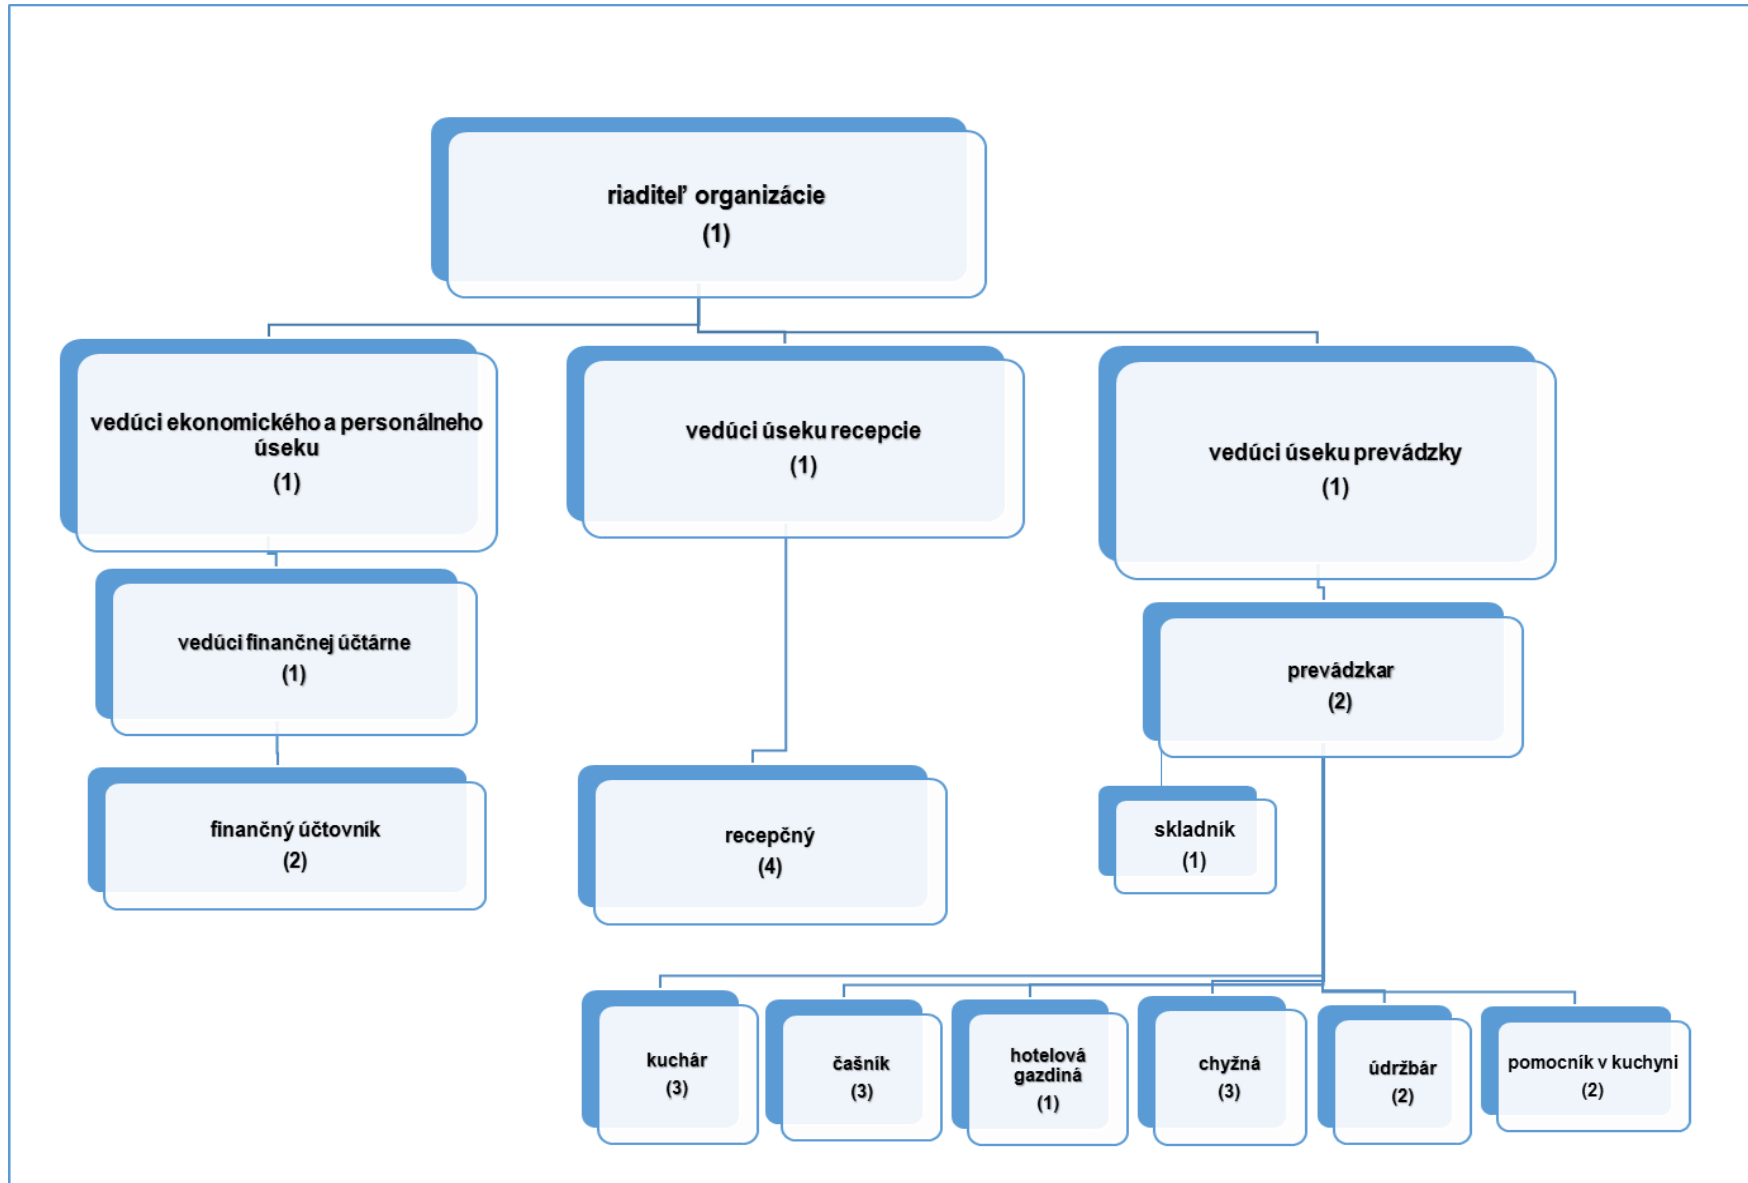 riaditeľ organizácie
(1)
vedúci ekonomického a personálneho
úseku
(1)
vedúci úseku recepcie
(1)
vedúci úseku prevádzky
(1)
vedúci finančnej účtárne
(1)
prevádzkar
(2)
finančný účtovník
(2)
recepčný
(4)
skladník
(1)
kuchár
(3)
čašník
(3)
hotelová
gazdiná
(1)
chyžná
(3)
údržbár
(2)
pomocník v kuchyni
(2)